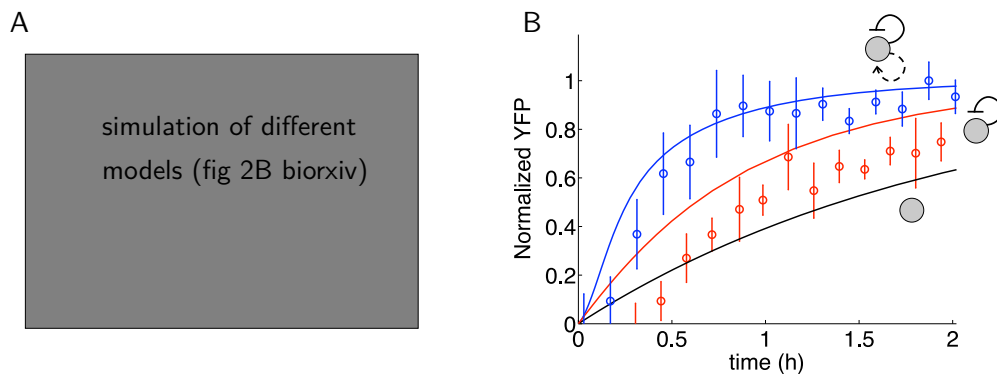 A
simulation of different
models (fig 2B biorxiv)
B
Normalized YFP
1
0.8
0.6
0.4
0.2
0
0
0.5
1
1.5
2
time (h)